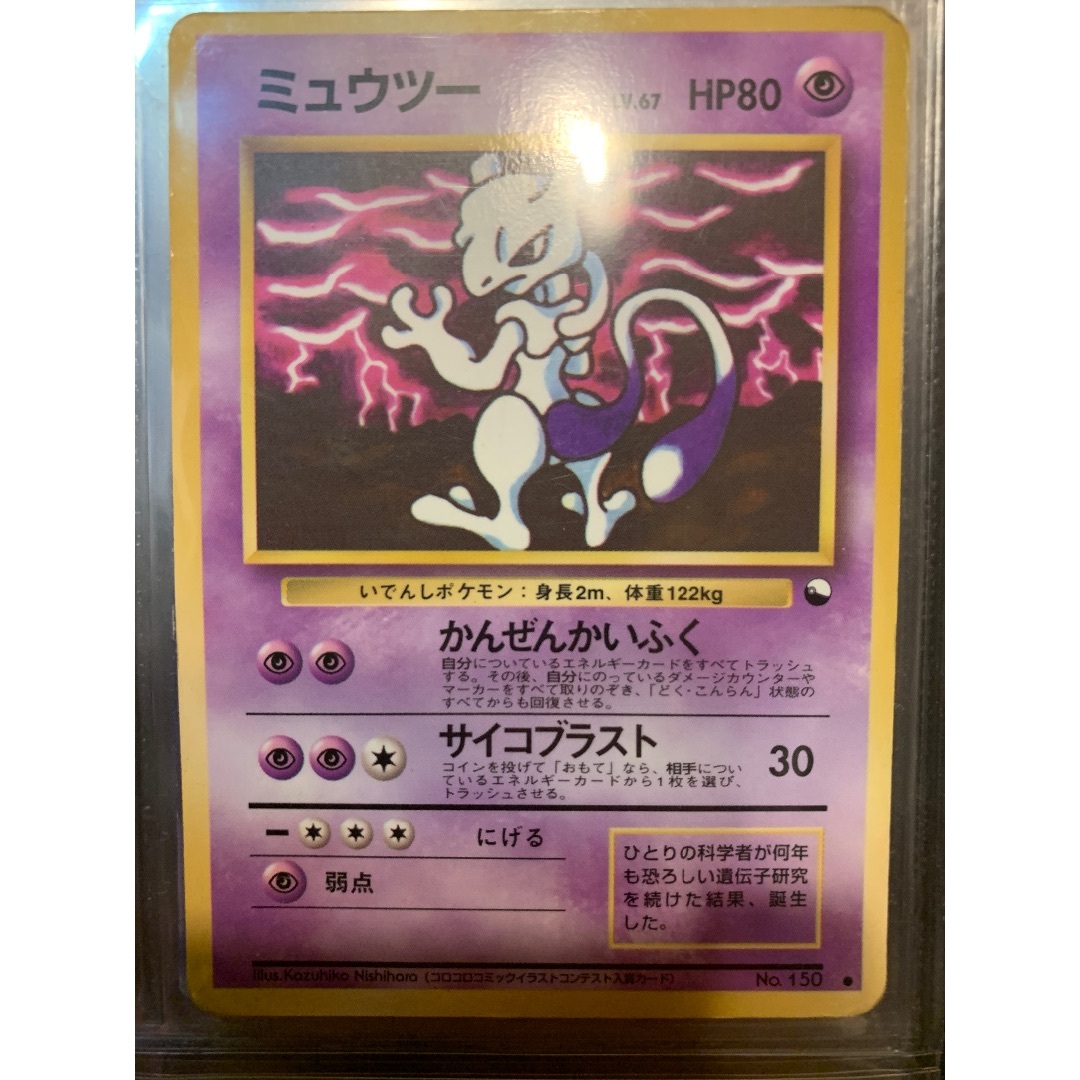 ミュウツー LV.67 HP80
いでんしポケモン：身長2m、体重122kg
かんぜんかいふく
自分についているエネルギーカードをすべてトラッシュ
する。その後、自分にのっているダメージカウンターや
マーカーをすべて取りのぞき、「どく・こんらん」状態の
すべてからも回復させる。
サイコブラスト 30
コインを投げて「おもて」なら、相手につい
ているエネルギーカードから1枚を選び、
トラッシュさせる。
ー にげる
弱点
ひとりの科学者が何年
も恐ろしい遺伝子研究
を続けた結果、誕生
した。
Illus.Kazuhiko Nishihara（コロコロコミックイラストコンテスト入賞カード） No.150